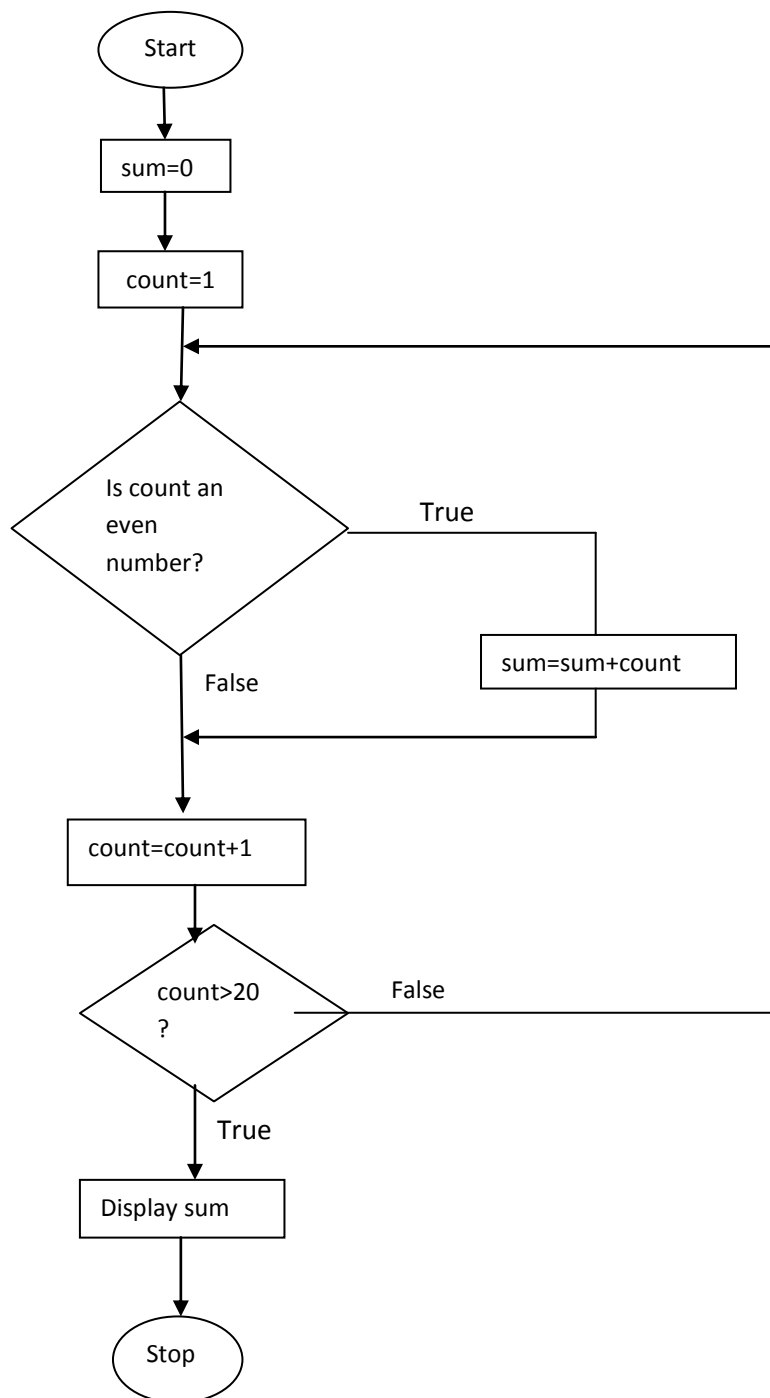 Start
sum=0
count=1
Is count an
even
number?
True
sum=sum+count
False
count=count+1
count>20
?
False
True
Display sum
Stop